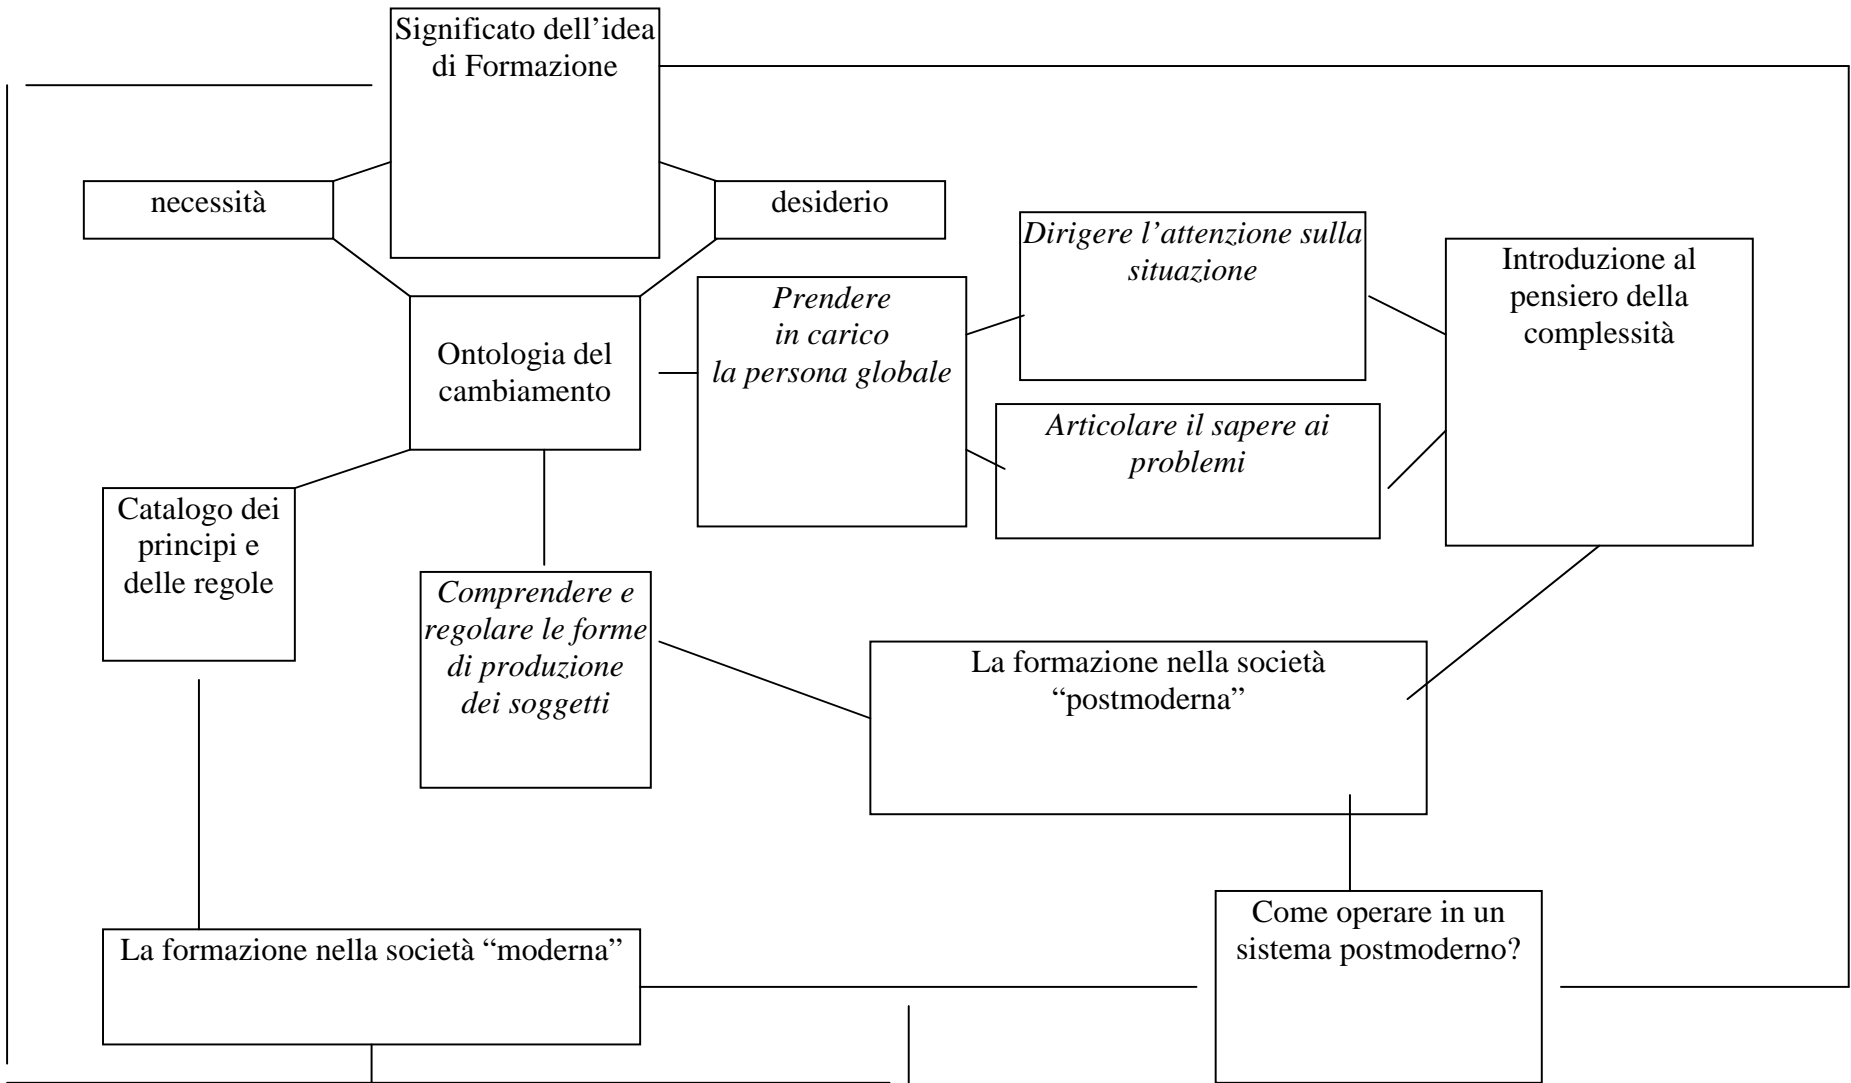 Significato dell’idea
di Formazione
necessità
desiderio
Dirigere l’attenzione sulla
situazione
Introduzione al
pensiero della
complessità
Prendere
in carico
la persona globale
Ontologia del
cambiamento
Articolare il sapere ai
problemi
Catalogo dei
principi e
delle regole
Comprendere e
regolare le forme
di produzione
dei soggetti
La formazione nella società
“postmoderna”
Come operare in un
sistema postmoderno?
La formazione nella società “moderna”